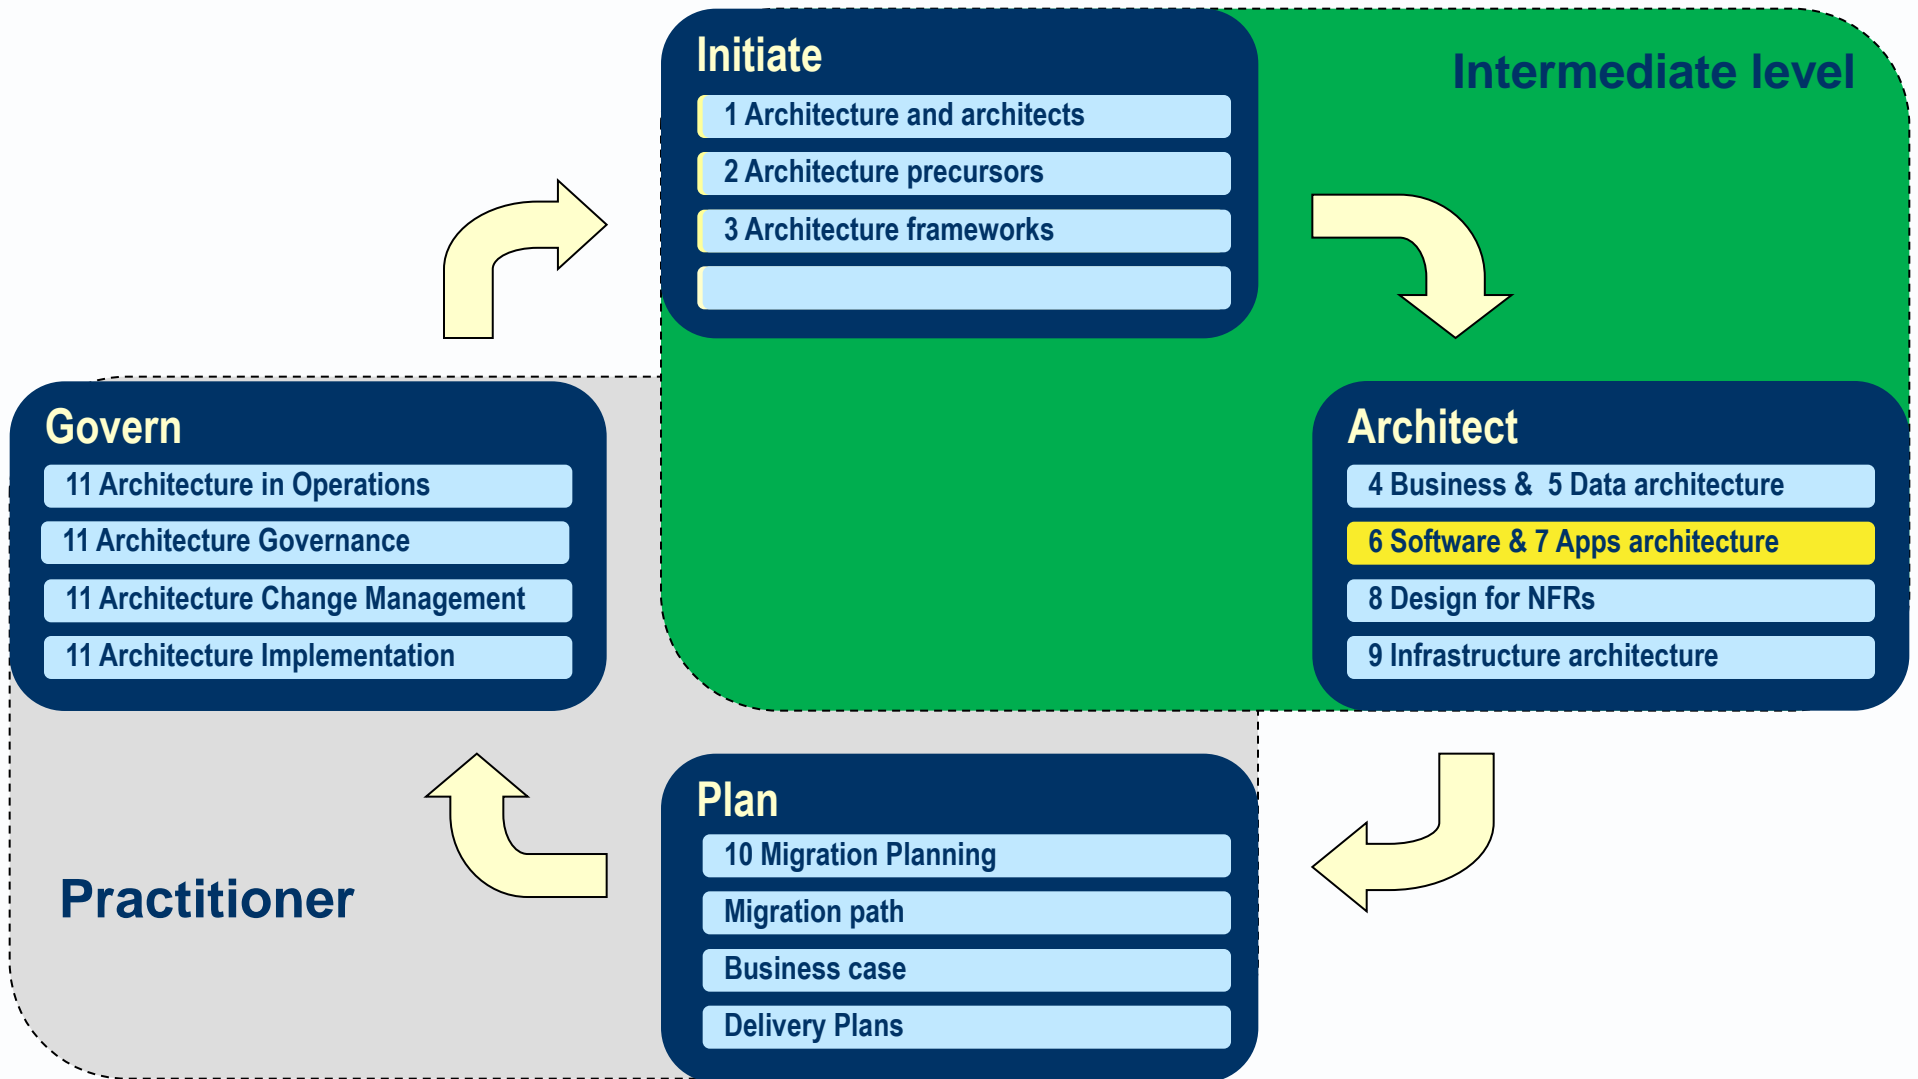 Initiate
1 Architecture and architects
2 Architecture precursors
3 Architecture frameworks
Intermediate level
Govern
11 Architecture in Operations
11 Architecture Governance
11 Architecture Change Management
11 Architecture Implementation
Architect
4 Business &  5 Data architecture
6 Software & 7 Apps architecture
8 Design for NFRs
9 Infrastructure architecture
Practitioner
Plan
10 Migration Planning
Migration path
Business case
Delivery Plans